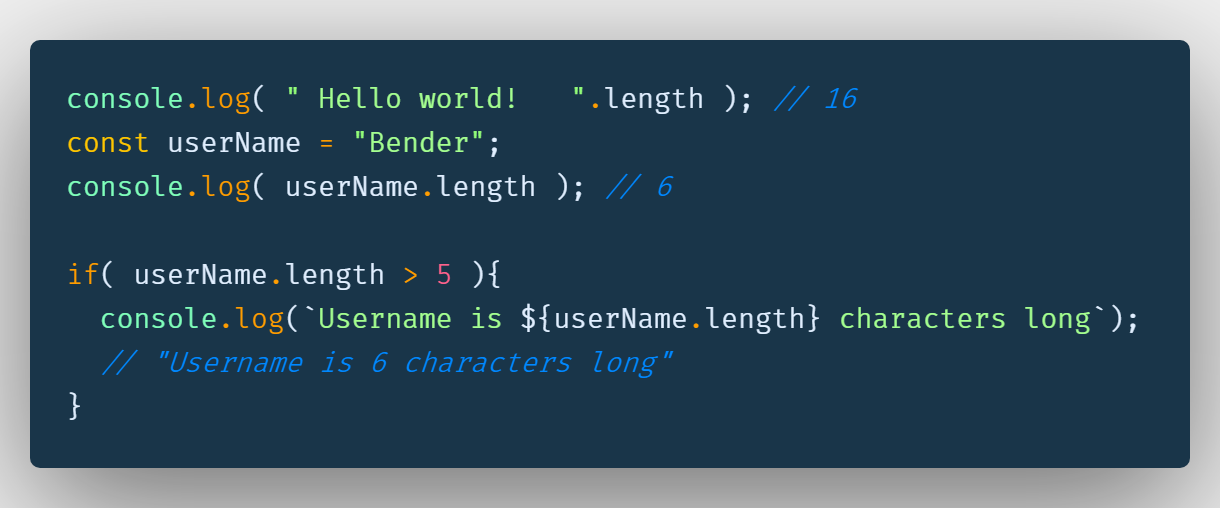 console.log( " Hello world!   ".length ); // 16
const userName = "Bender";
console.log( userName.length ); // 6

if( userName.length > 5 ){
  console.log(`Username is ${userName.length} characters long`);
  // "Username is 6 characters long"
}